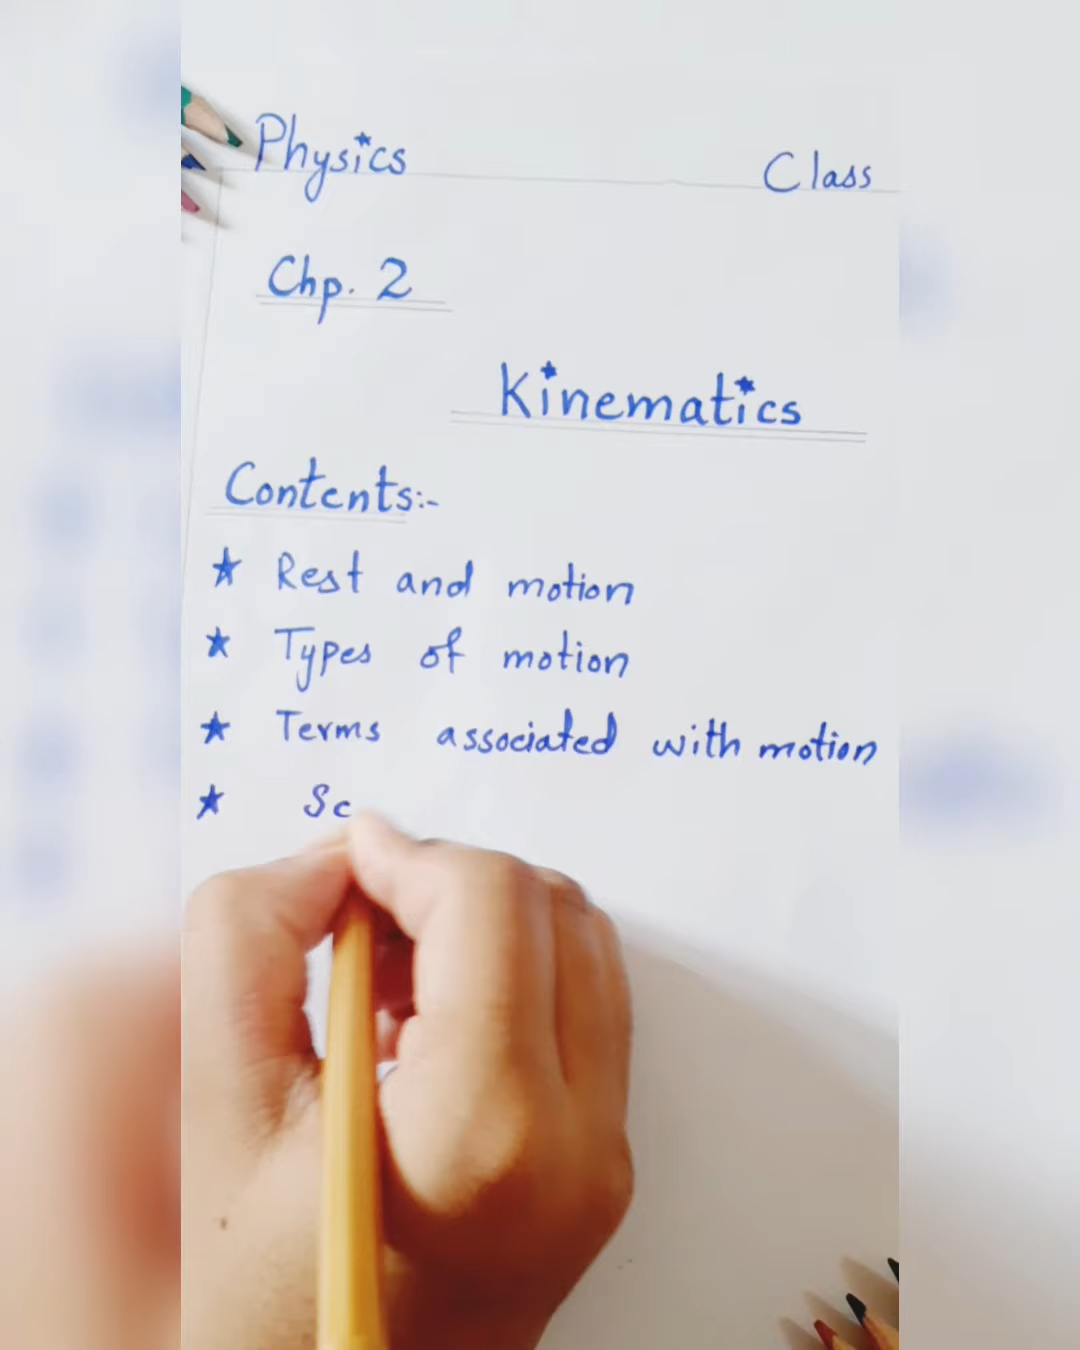 Physics Class
Chp. 2
Kinematics
Contents:-
★ Rest and motion
★ Types of motion
★ Terms associated with motion
★ Sc